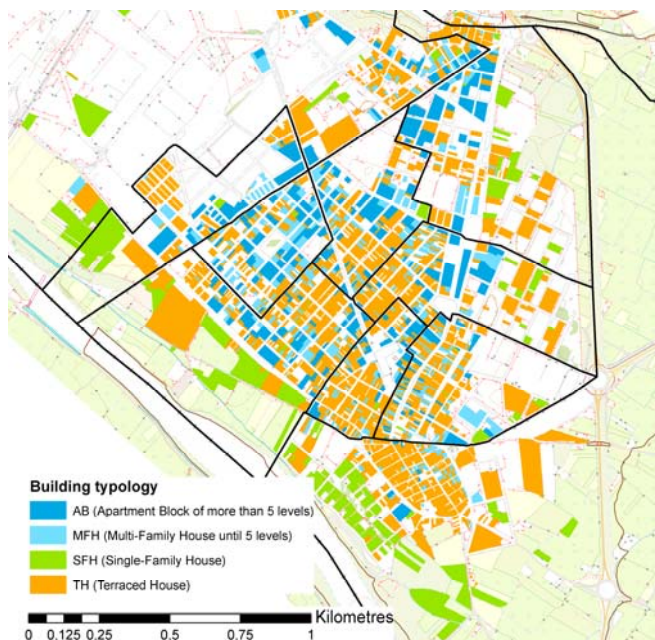 Building typology
AB (Apartment Block of more than 5 levels)
MFH (Multi-Family House until 5 levels)
SFH (Single-Family House)
TH (Terraced House)
Kilometres
0 0.125 0.25 0.5 0.75 1